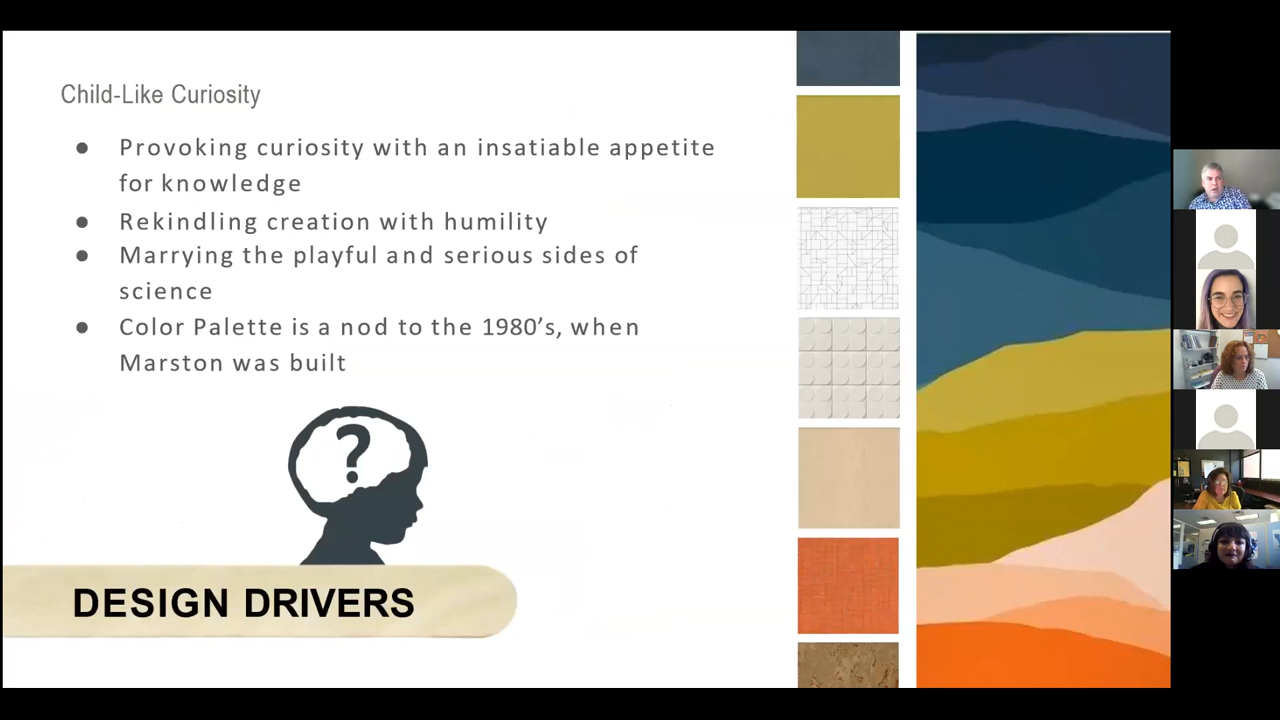 Child-Like Curiosity
● Provoking curiosity with an insatiable appetite
for knowledge
● Rekindling creation with humility
● Marrying the playful and serious sides of
science
● Color Palette is a nod to the 1980’s, when
Marston was built
?
DESIGN DRIVERS